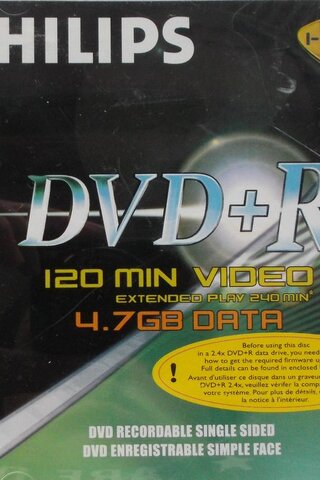 PHILIPS
DVD+R
120 MIN VIDEO
EXTENDED PLAY 240 MIN*
4.7GB DATA
Before using this disc
in a 2.4x DVD+R data drive, you need
how to get the required firmware u
Full details can be found in enclosed
!
Avant d'utiliser ce disque dans un graveur
DVD+R 2.4x, veuillez vérifer la compa
votre système. Pour plus de détails,
la notice à l'intérieur.
DVD RECORDABLE SINGLE SIDED
DVD ENREGISTRABLE SIMPLE FACE